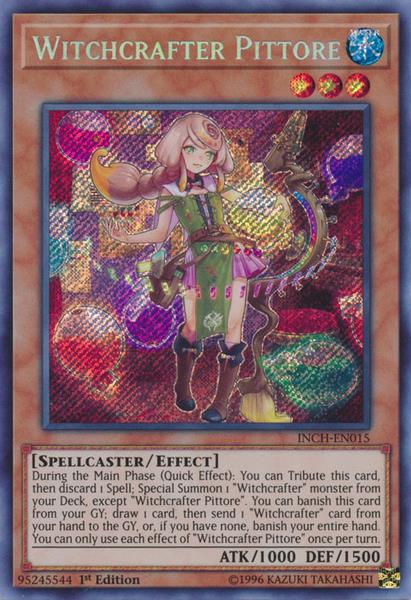 WITCHCRAFTER PITTORE
WATER
INCH-EN015
[SPELLCASTER/EFFECT]
During the Main Phase (Quick Effect): You can Tribute this card,
then discard 1 Spell; Special Summon 1 "Witchcrafter" monster from
your Deck, except "Witchcrafter Pittore". You can banish this card
from your GY; draw 1 card, then send 1 "Witchcrafter" card from
your hand to the GY, or, if you have none, banish your entire hand.
You can only use each effect of "Witchcrafter Pittore" once per turn.
ATK/1000 DEF/1500
95245544 1st Edition ©1996 KAZUKI TAKAHASHI